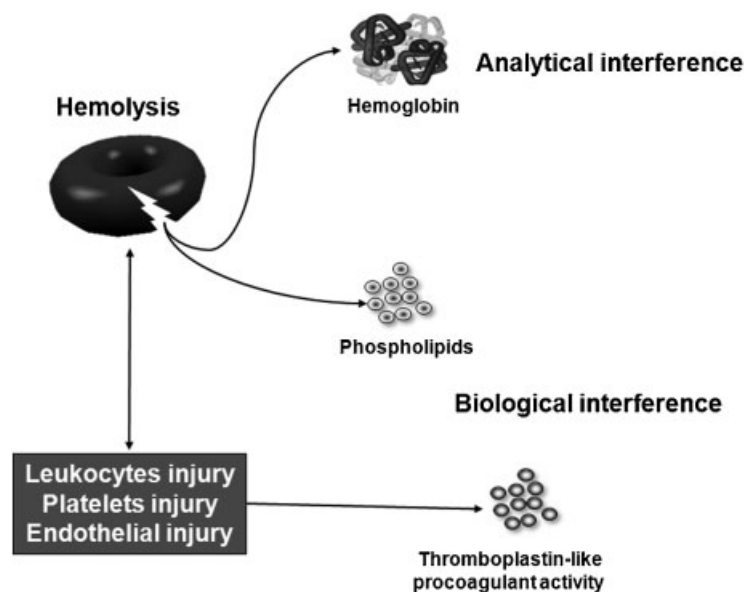 Hemoglobin
Analytical interference
Hemolysis
Phospholipids
Biological interference
Leukocytes injury
Platelets injury
Endothelial injury
Thromboplastin-like
procoagulant activity